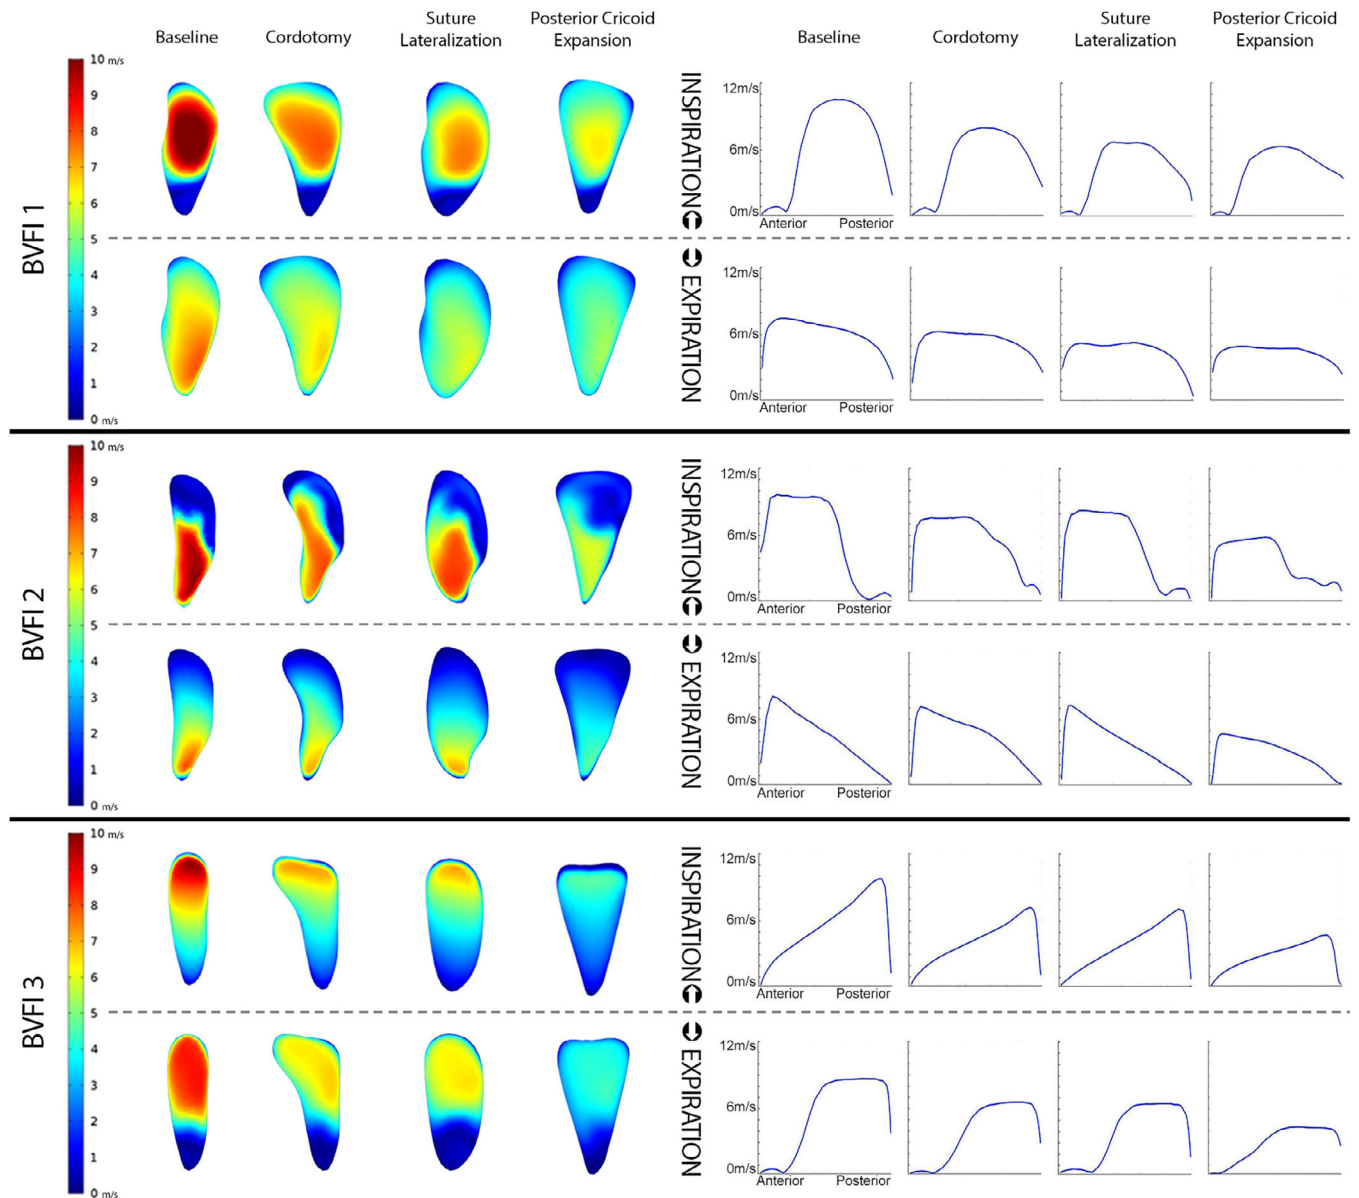 Baseline
Cordotomy
Suture
Lateralization
Posterior Cricoid
Expansion
Baseline
Cordotomy
Suture
Lateralization
Posterior Cricoid
Expansion
BVFI 1
10 m/s
9
8
7
6
5
4
3
2
1
0 m/s
INSPIRATION
12m/s
6m/s
0m/s
Anterior
Posterior
EXPIRATION
12m/s
6m/s
0m/s
Anterior
Posterior
BVFI 2
10 m/s
9
8
7
6
5
4
3
2
1
0 m/s
INSPIRATION
12m/s
6m/s
0m/s
Anterior
Posterior
EXPIRATION
12m/s
6m/s
0m/s
Anterior
Posterior
BVFI 3
10 m/s
9
8
7
6
5
4
3
2
1
0 m/s
INSPIRATION
12m/s
6m/s
0m/s
Anterior
Posterior
EXPIRATION
12m/s
6m/s
0m/s
Anterior
Posterior